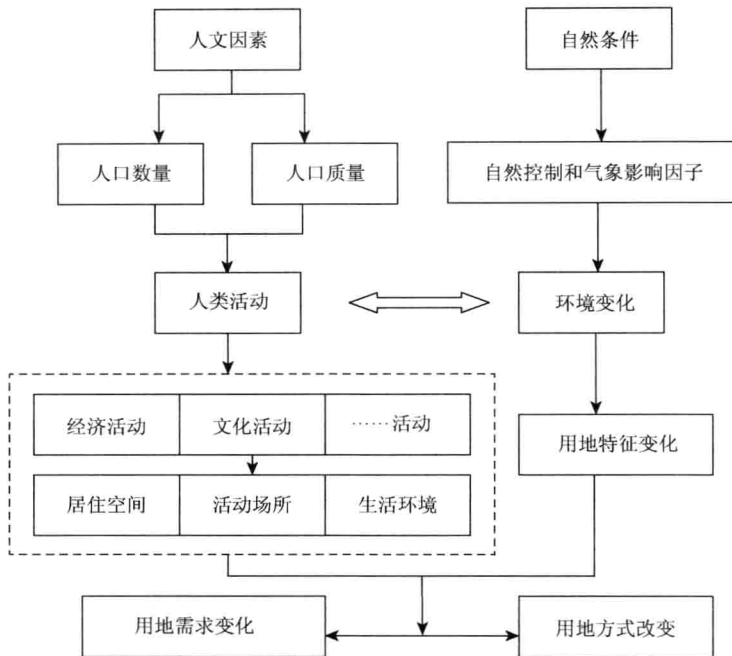 人文因素
自然条件
人口数量
人口质量
自然控制和气象影响因子
人类活动
环境变化
经济活动
文化活动
……活动
用地特征变化
居住空间
活动场所
生活环境
用地需求变化
用地方式改变